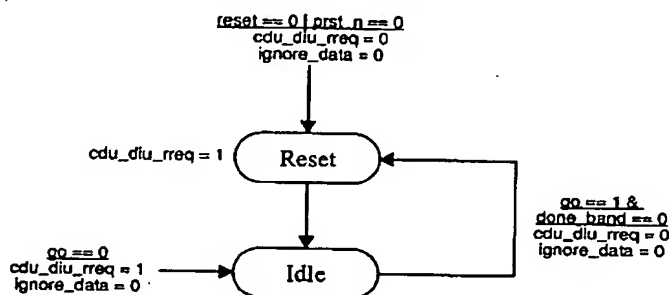 reset == 0 | prst_n == 0
cdu_diu_rreq = 0
ignore_data = 0
cdu_diu_rreq = 1
Reset
go == 1 &
done_band == 0
cdu_diu_rreq = 0
ignore_data = 0
go == 0
cdu_diu_rreq = 1
ignore_data = 0
Idle